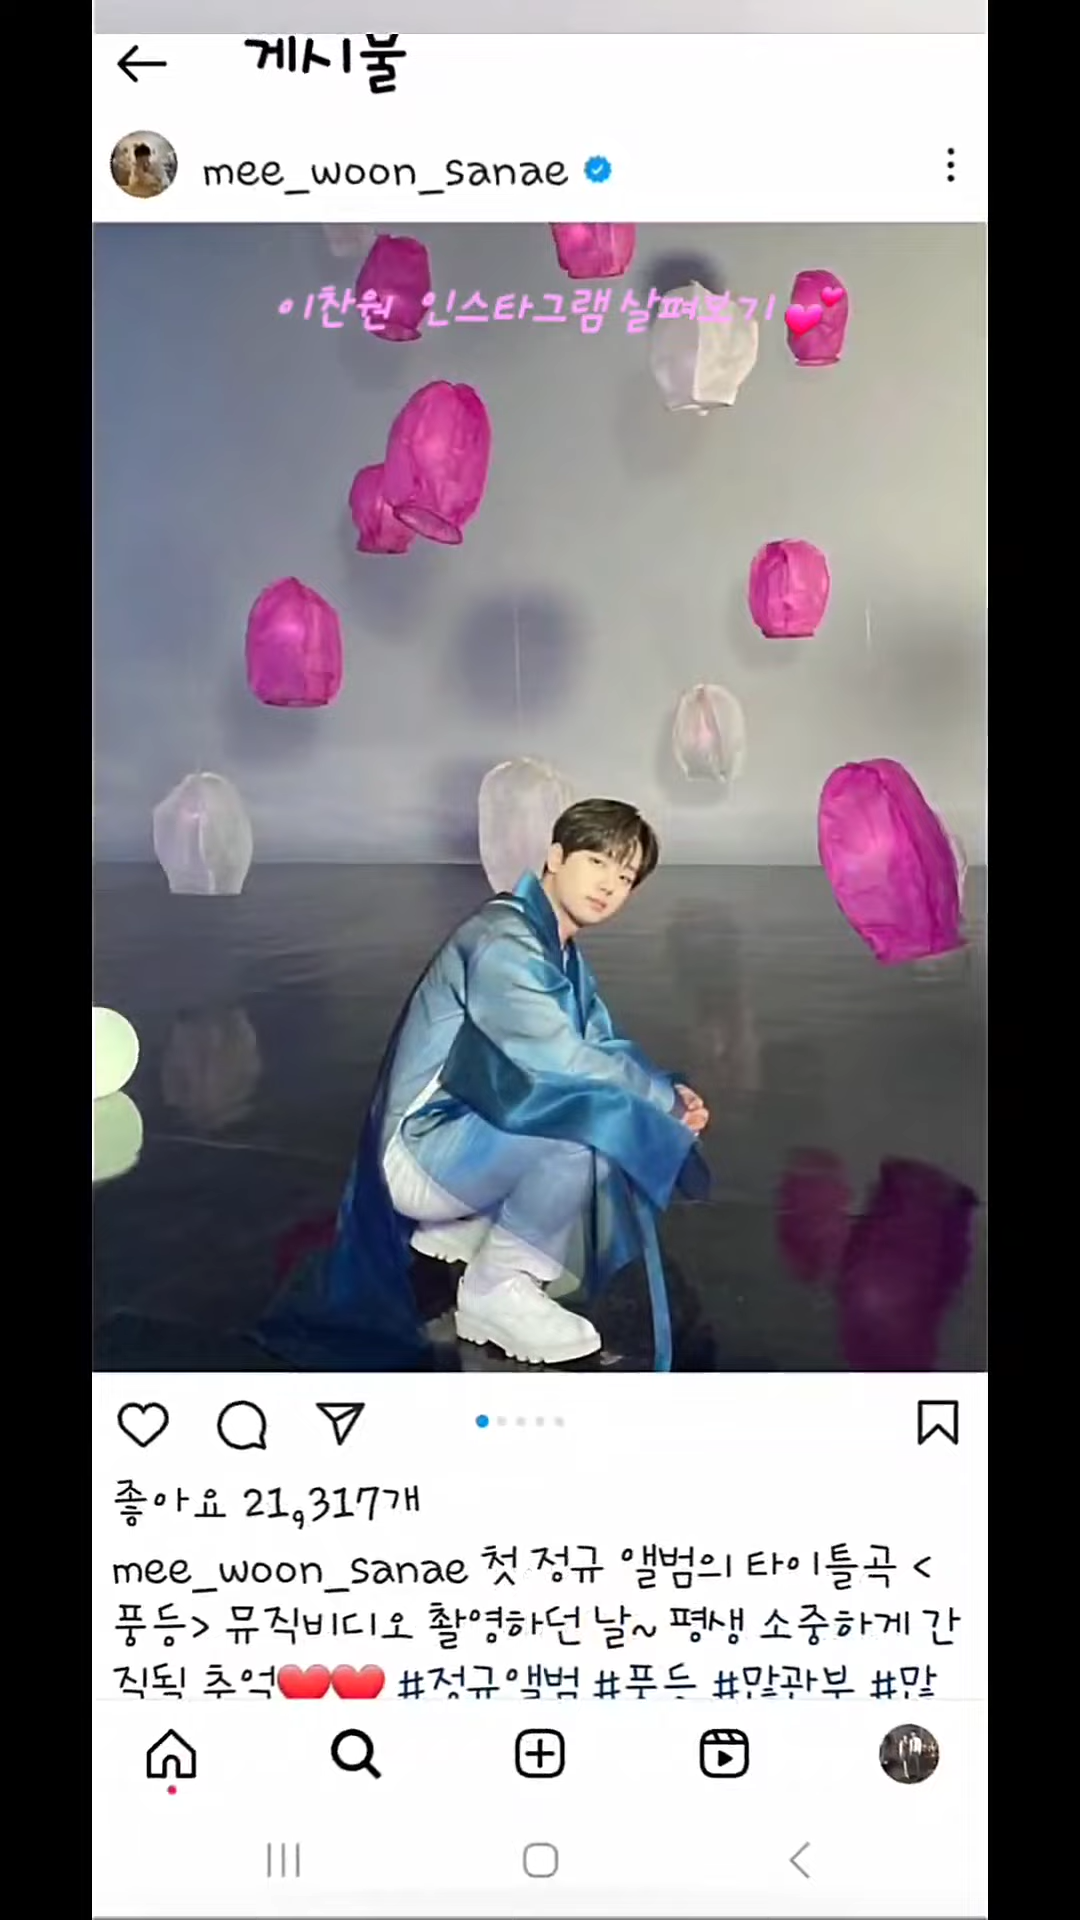 게시물
mee_woon_sanae
이찬원 인스타그램 살펴보기
좋아요 21,317개
mee_woon_sanae 첫 정규 앨범의 타이틀곡 <
풍등> 뮤직비디오 촬영하던 날~ 평생 소중하게 간
직될 추억 #정규앨범 #풍등 #맡관부 #맡